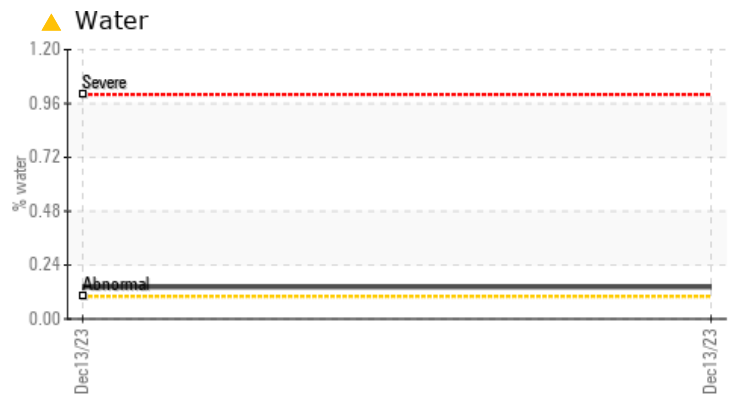 Water
1.20
Severe
0.96
0.72
% water
0.48
0.24
Abnormal
0.00
Dec13/23
Dec13/23